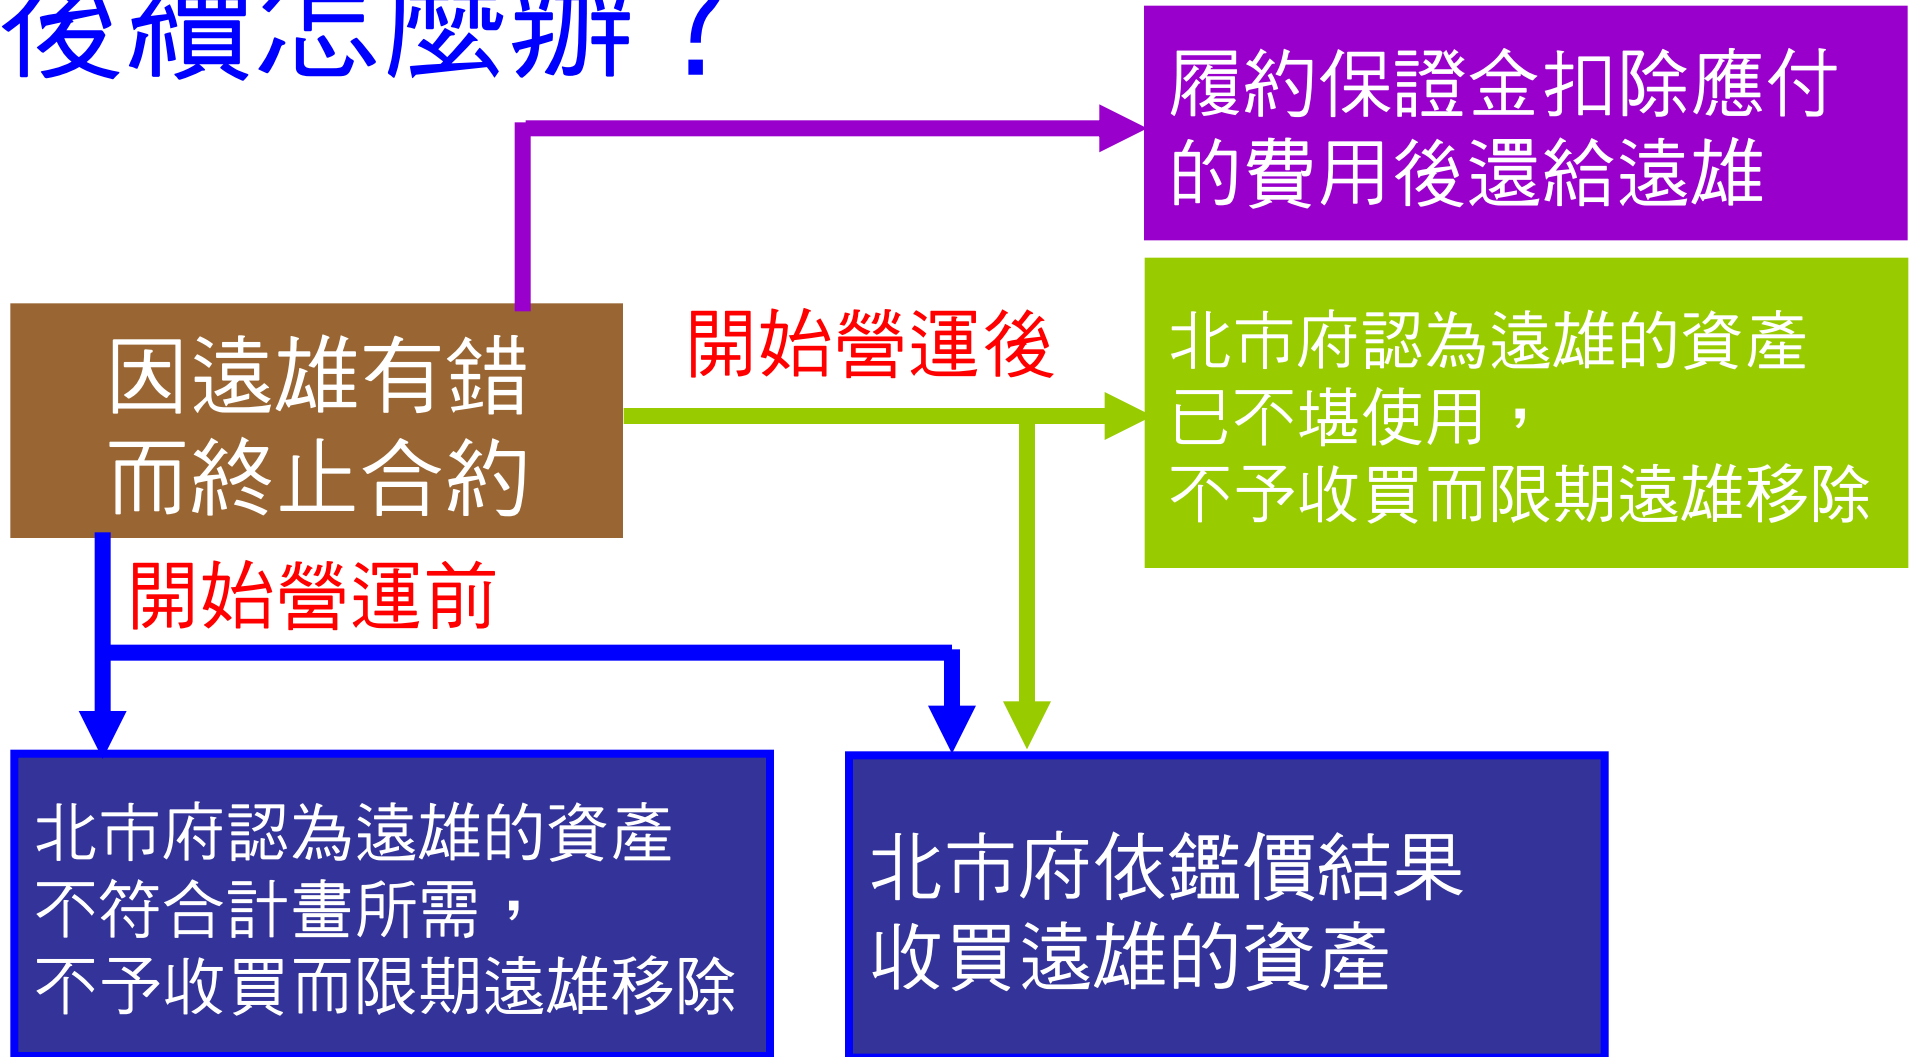 後續怎麼辦？
履約保證金扣除應付
的費用後還給遠雄
因遠雄有錯
而終止合約
開始營運後
北市府認為遠雄的資產
已不堪使用，
不予收買而限期遠雄移除
開始營運前
北市府認為遠雄的資產
不符合計畫所需，
不予收買而限期遠雄移除
北市府依鑑價結果
收買遠雄的資產